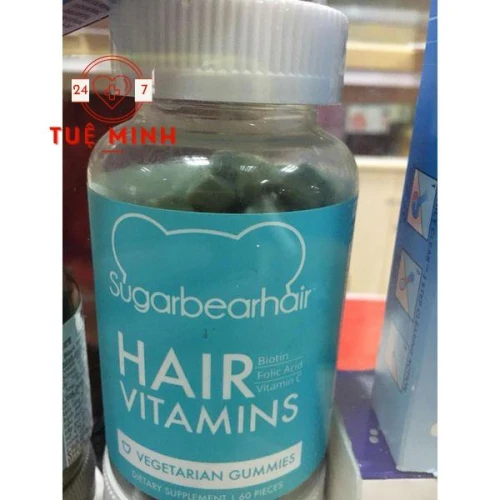 24 7
TUỆ MINH
Sugarbearhair
HAIR
Biotin
Folic Acid
Vitamin C
VITAMINS
VEGETARIAN GUMMIES
DIETARY SUPPLEMENT | 60 PIECES